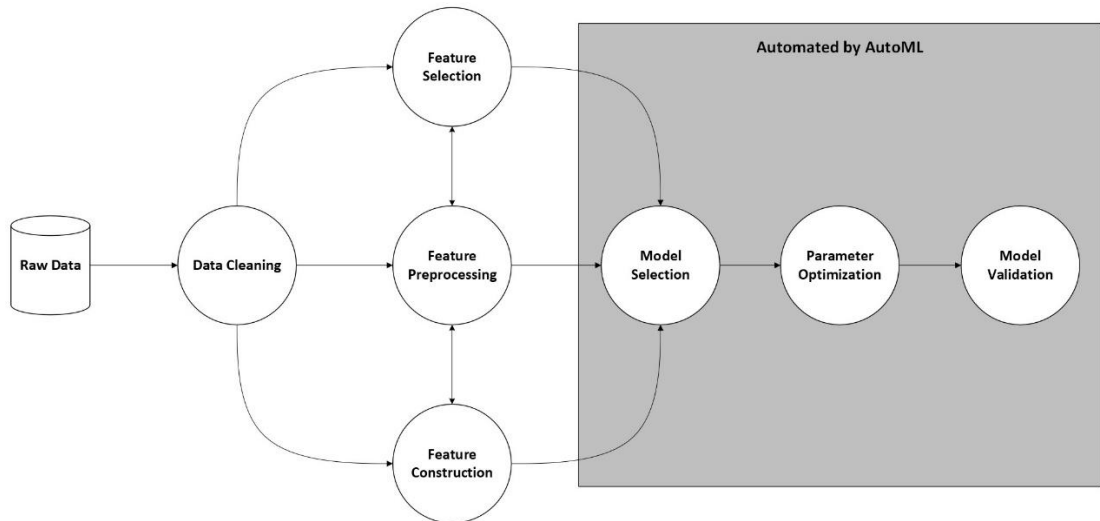 Automated by AutoML
Feature
Selection
Raw Data
Data Cleaning
Feature
Preprocessing
Model
Selection
Parameter
Optimization
Model
Validation
Feature
Construction